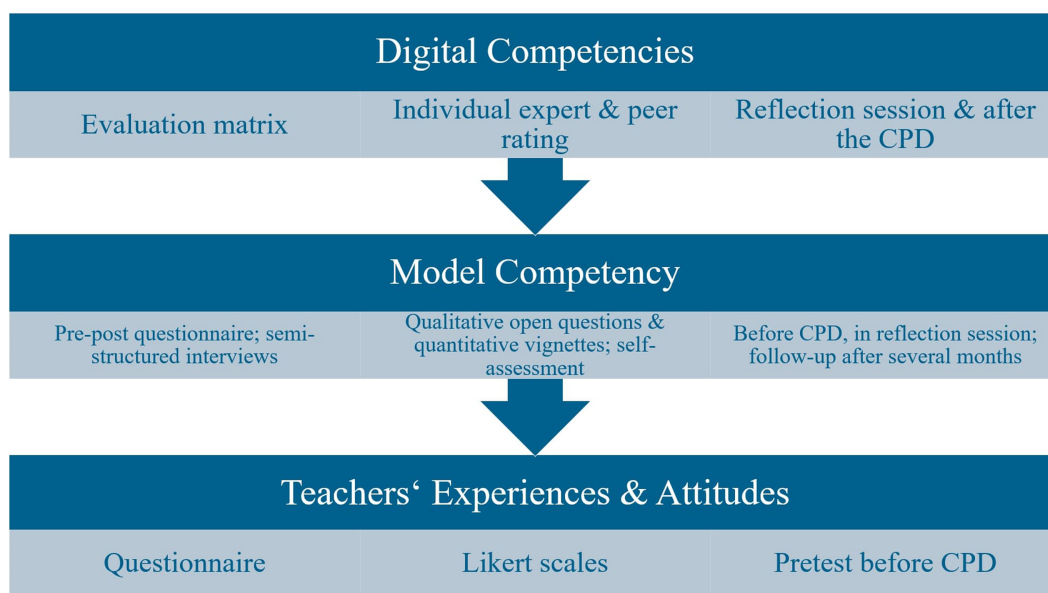 Digital Competencies
Evaluation matrix
Individual expert & peer
rating
Reflection session & after
the CPD
Model Competency
Pre-post questionnaire; semi-
structured interviews
Qualitative open questions &
quantitative vignettes; self-
assessment
Before CPD, in reflection session;
follow-up after several months
Teachers‘ Experiences & Attitudes
Questionnaire
Likert scales
Pretest before CPD